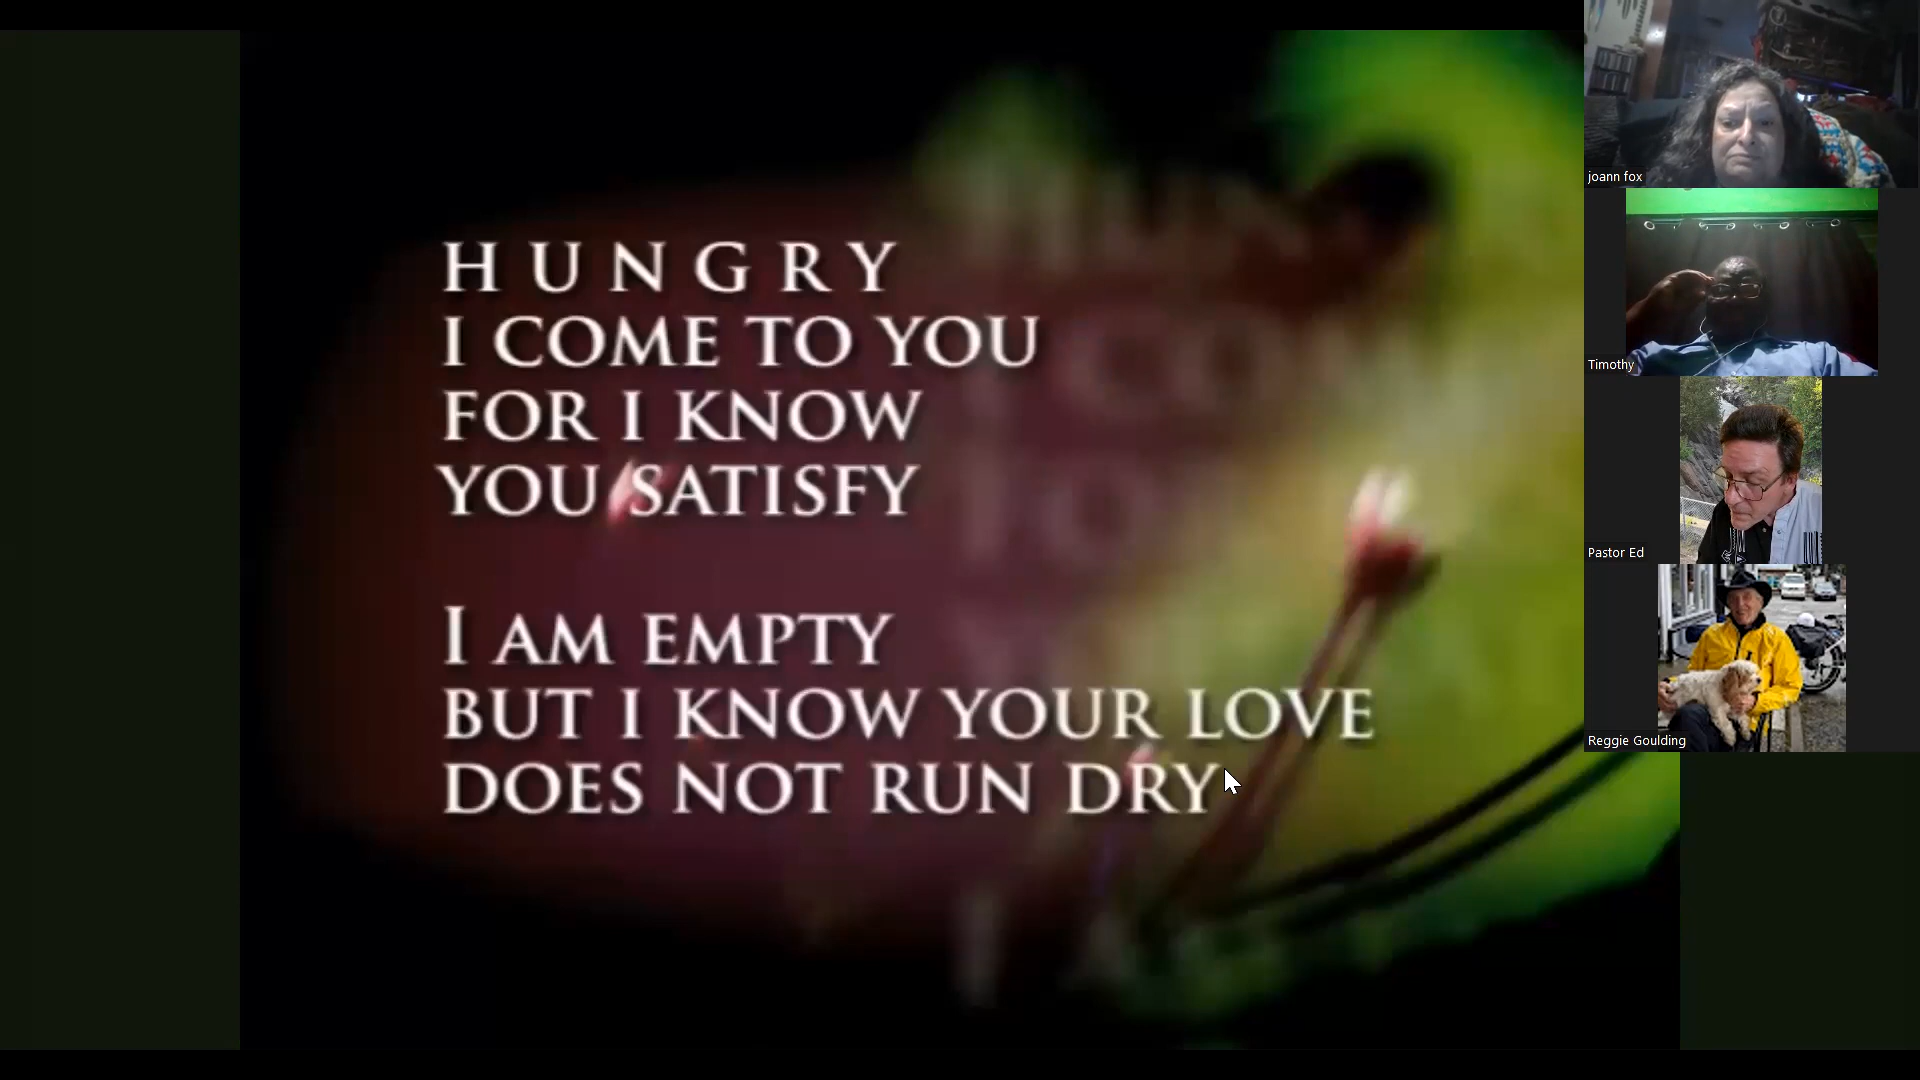 HUNGRY
I COME TO YOU
FOR I KNOW
YOU SATISFY
I AM EMPTY
BUT I KNOW YOUR LOVE
DOES NOT RUN DRY
joann fox
Timothy
Pastor Ed
Reggie Goulding